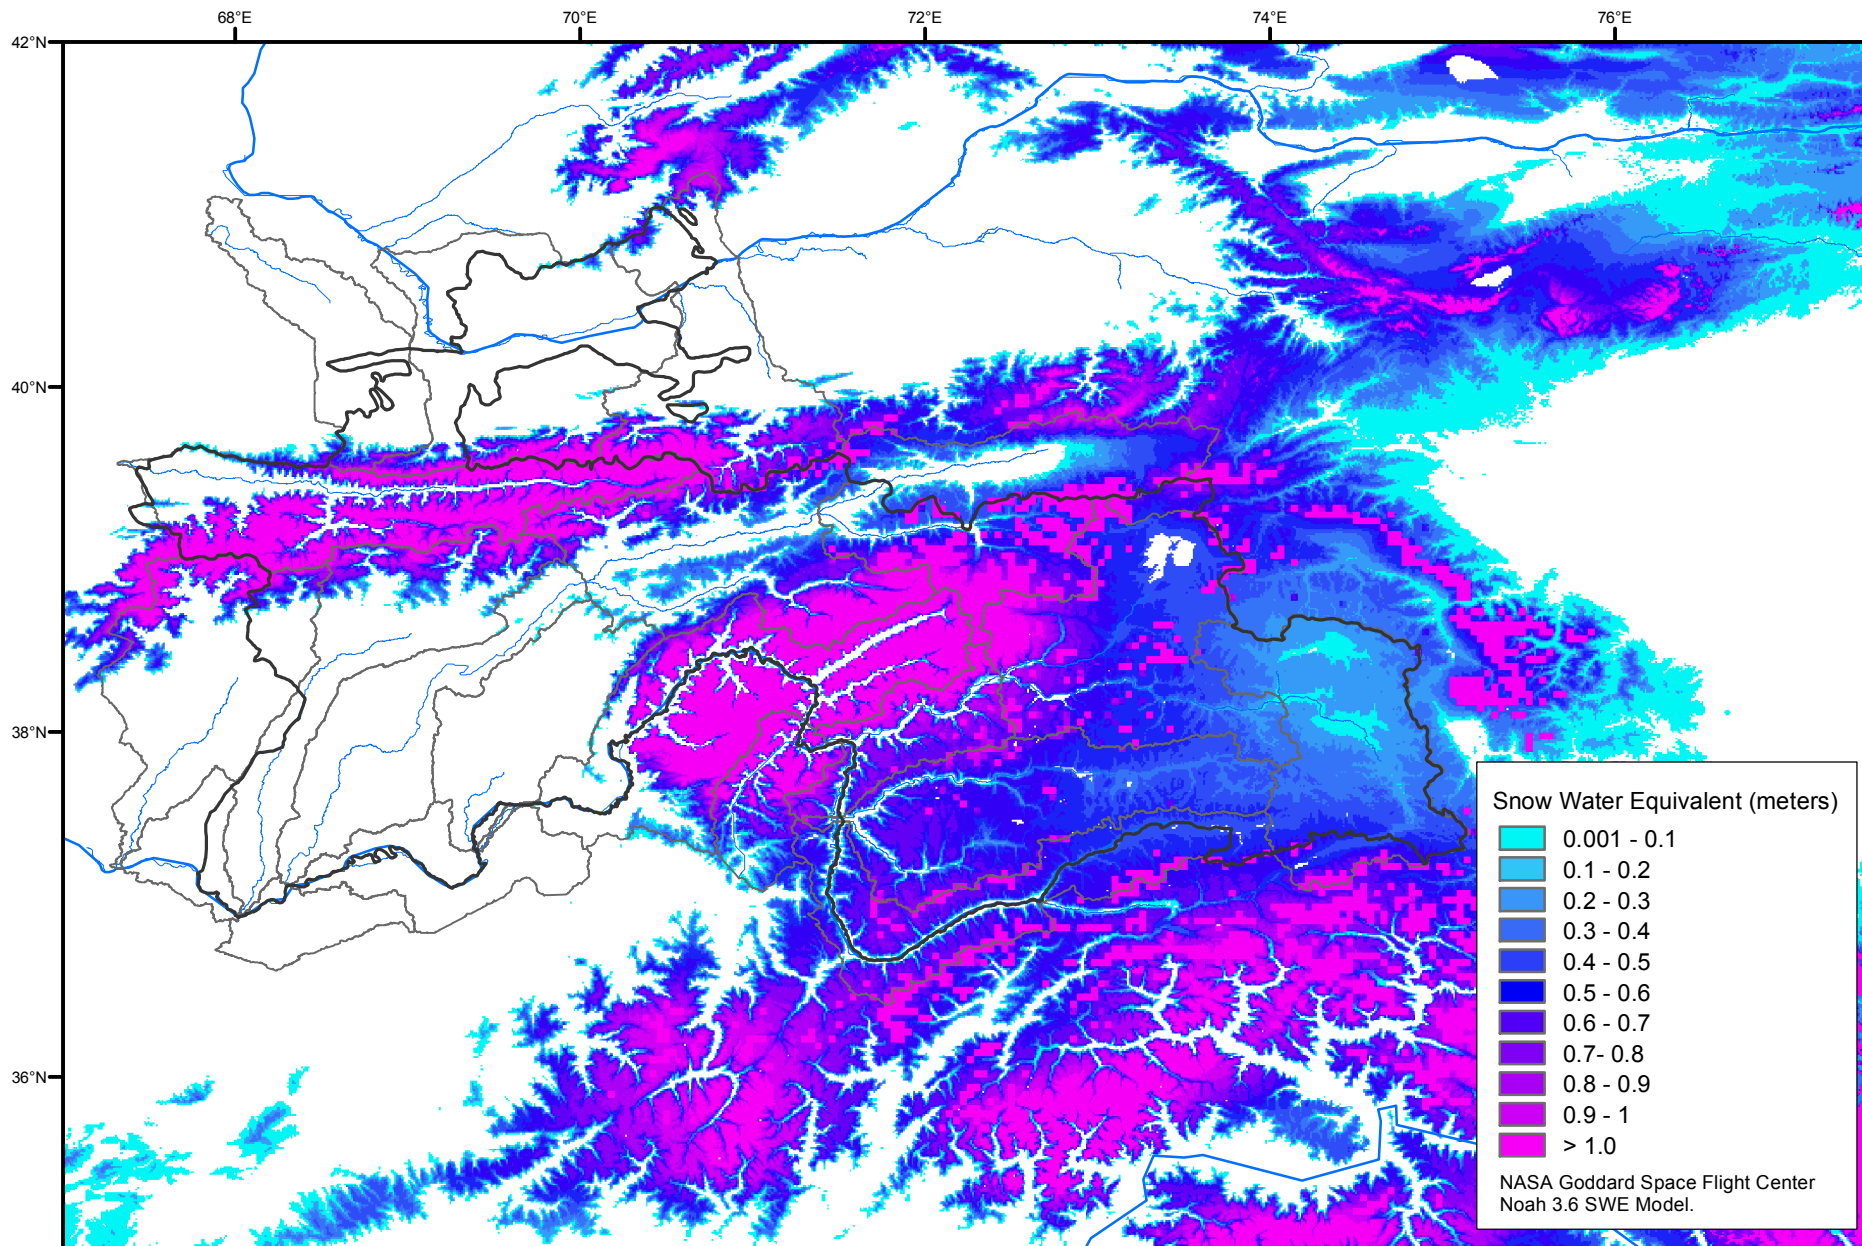 68°E
70°E
72°E
74°E
76°E
42°N
40°N
38°N
36°N
Snow Water Equivalent (meters)
0.001 - 0.1
0.1 - 0.2
0.2 - 0.3
0.3 - 0.4
0.4 - 0.5
0.5 - 0.6
0.6 - 0.7
0.7- 0.8
0.8 - 0.9
0.9 - 1
> 1.0
NASA Goddard Space Flight Center
Noah 3.6 SWE Model.